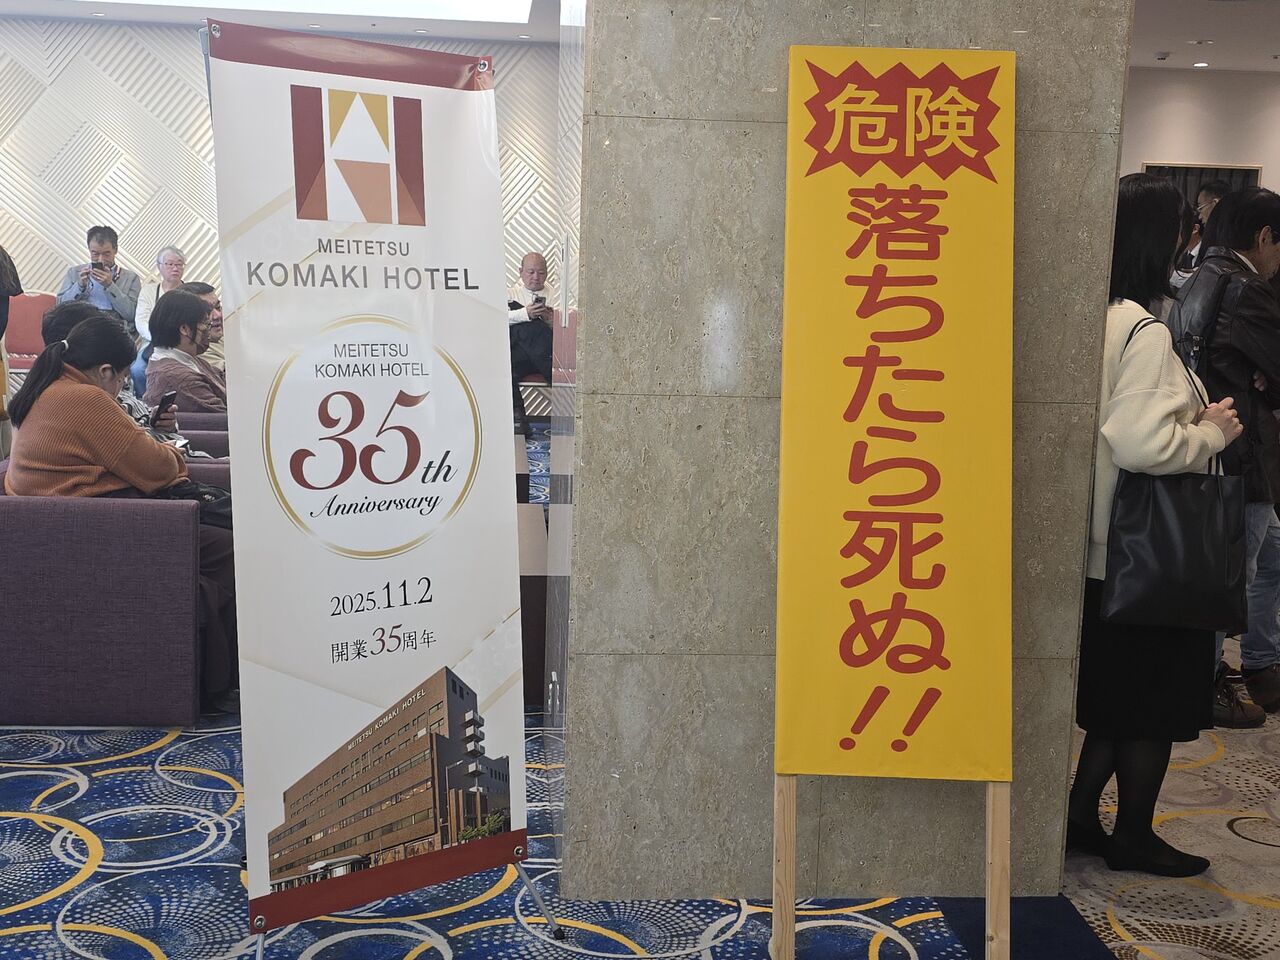 MEITETSU
KOMAKI HOTEL
MEITETSU
KOMAKI HOTEL
35th
Anniversary
2025.11.2
開業35周年
MEITETSU KOMAKI HOTEL
危険
落ちたら死ぬ!!